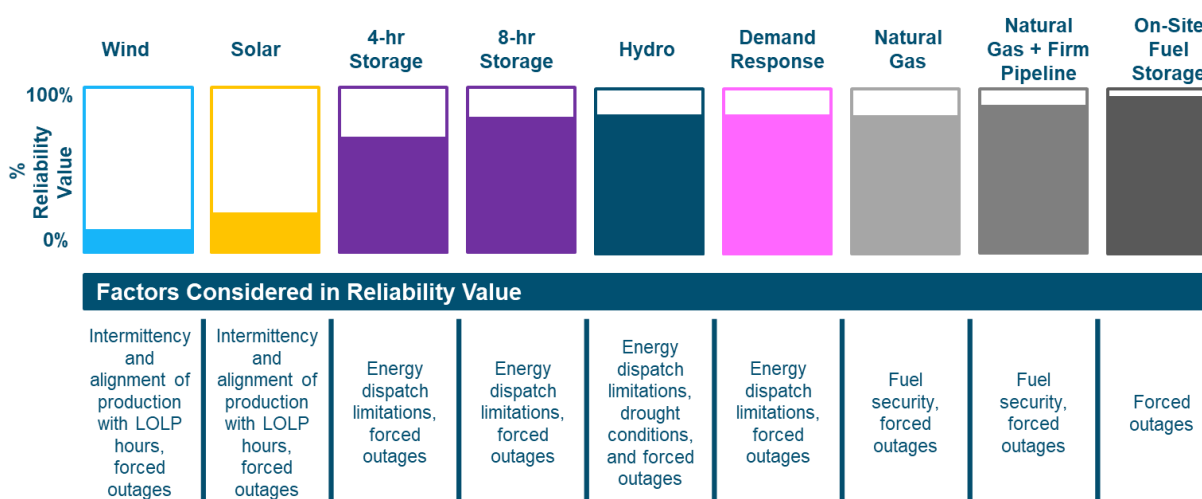 Wind
Solar
4-hr
Storage
8-hr
Storage
Hydro
Demand
Response
Natural
Gas
Natural
Gas + Firm
Pipeline
On-Site
Fuel
Storage
100%
% 
Reliability
Value
0%
Factors Considered in Reliability Value
Intermittency
and
alignment of
production
with LOLP
hours,
forced
outages
Intermittency
and
alignment of
production
with LOLP
hours,
forced
outages
Energy
dispatch
limitations,
forced
outages
Energy
dispatch
limitations,
forced
outages
Energy
dispatch
limitations,
drought
conditions,
and forced
outages
Energy
dispatch
limitations,
forced
outages
Fuel
security,
forced
outages
Fuel
security,
forced
outages
Forced
outages